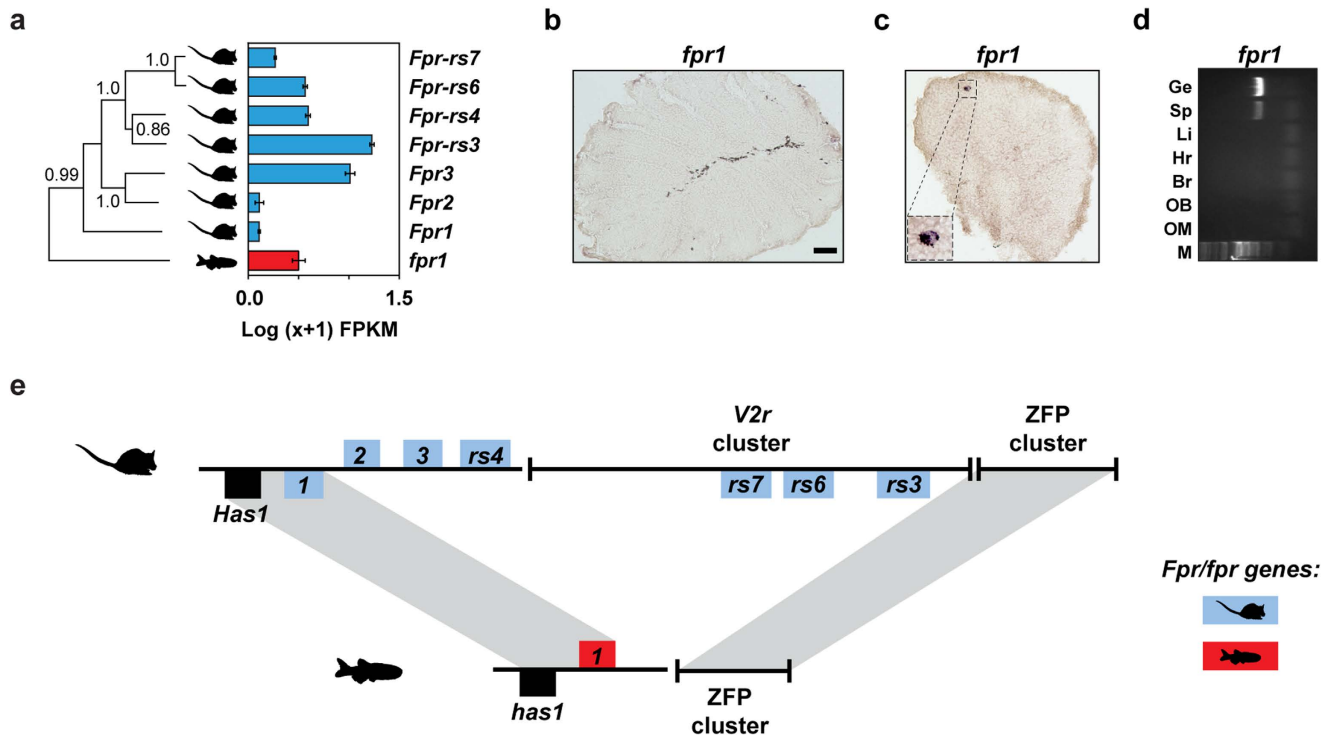 a
1.0
1.0
0.86
0.99
1.0
Fpr-rs7
Fpr-rs6
Fpr-rs4
Fpr-rs3
Fpr3
Fpr2
Fpr1
fpr1
0.0 1.5
Log (x+1) FPKM
b
fpr1
c
fpr1
d
fpr1
Ge
Sp
Li
Hr
Br
OB
OM
M
e
V2r
cluster
ZFP
cluster
2 3 rs4
1 rs7 rs6 rs3
Has1
Fpr/fpr genes:
1
has1
ZFP
cluster